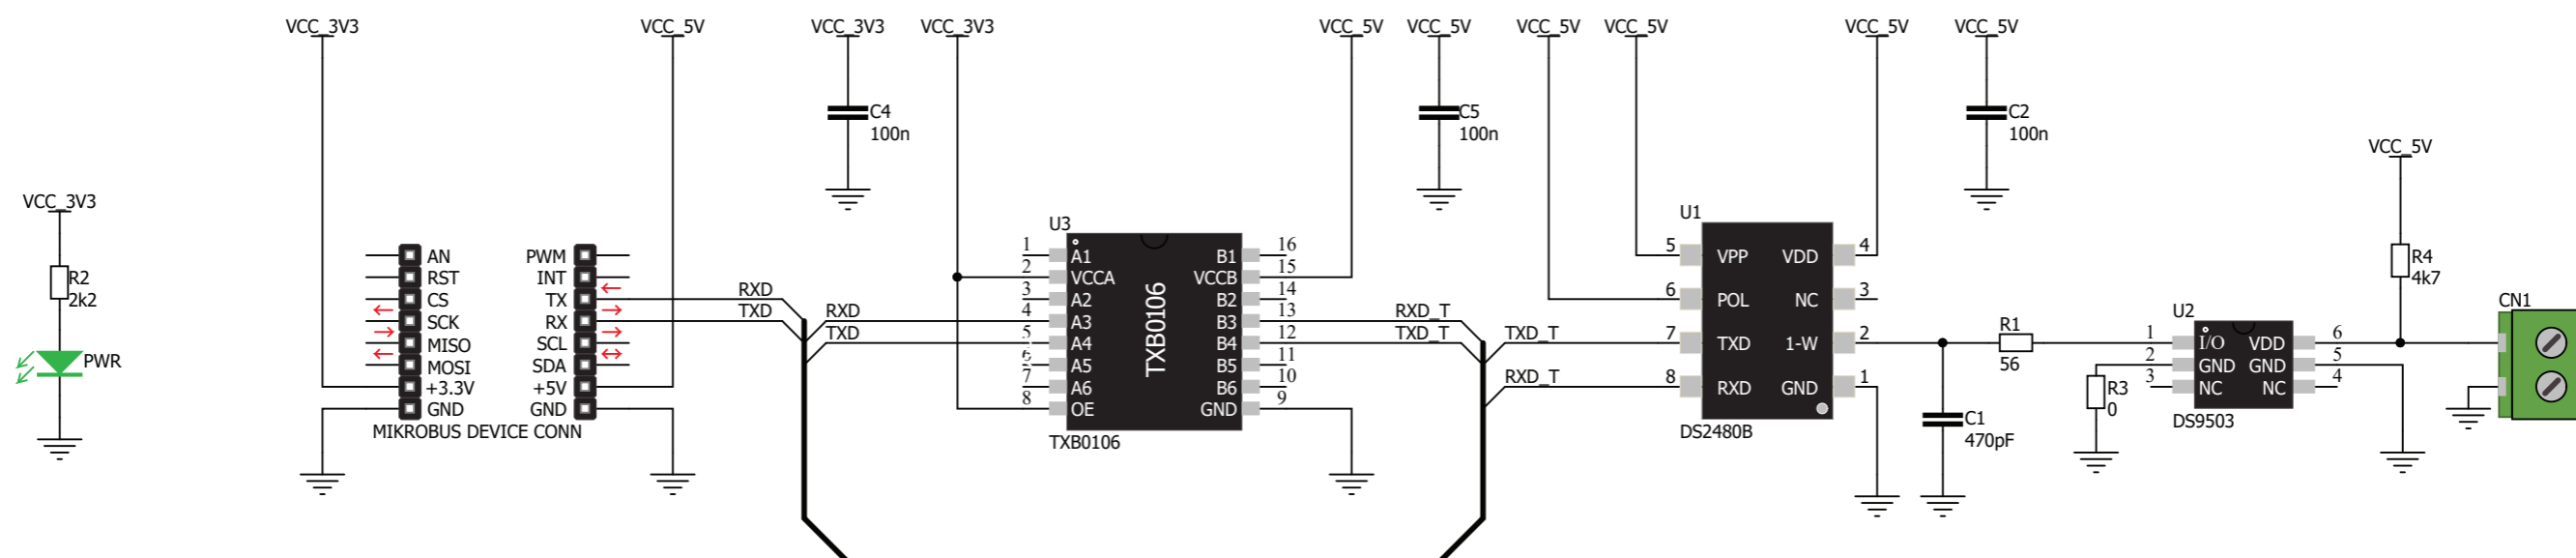 VCC_3V3
R2
2k2
PWR
VCC_3V3
VCC_5V
AN
RST
CS
SCK
MISO
MOSI
+3.3V
GND
PWM
INT
TX
RX
SCL
SDA
+5V
GND
MIKROBUS DEVICE CONN
RXD
TXD
RXD
TXD
VCC_3V3
C4
100n
VCC_3V3
VCC_5V
U3
1
2
3
4
5
6
7
8
A1
VCCA
A2
A3
A4
A5
A6
OE
TXB0106
B1
VCCB
B2
B3
B4
B5
B6
GND
16
15
14
13
12
11
10
9
TXB0106
VCC_5V
C5
100n
RXD_T
TXD_T
TXD_T
RXD_T
VCC_5V
VCC_5V
VCC_5V
U1
5
6
7
8
VPP
POL
TXD
RXD
VDD
NC
1-W
GND
4
3
2
1
DS2480B
VCC_5V
C2
100n
C1
470pF
R1
56
R3
0
U2
1
2
3
I/O
GND
NC
VDD
GND
NC
6
5
4
DS9503
VCC_5V
R4
4k7
CN1